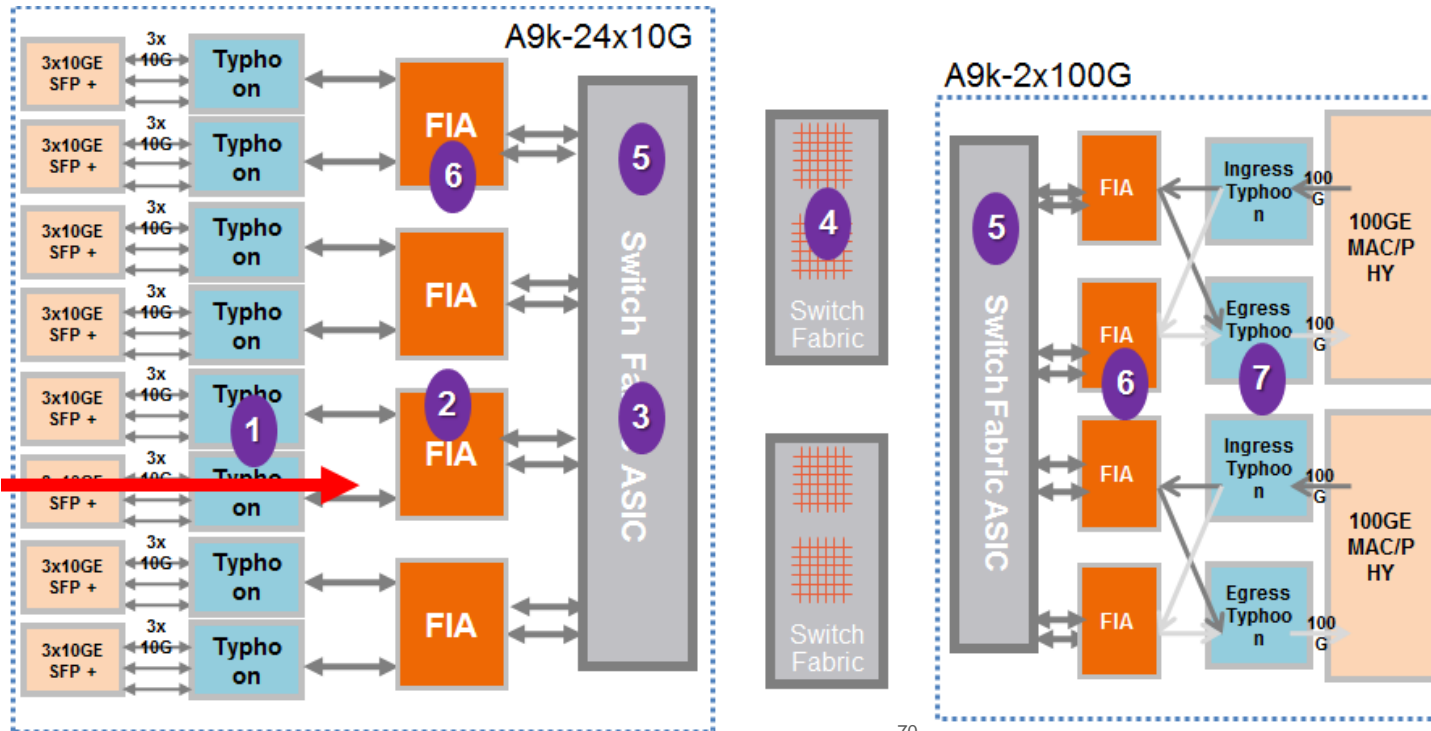 A9k-24x10G
3x10GE
SFP +
3x
10G
Typho
on
3x10GE
SFP +
3x
10G
Typho
on
FIA
6
3x10GE
SFP +
3x
10G
Typho
on
3x10GE
SFP +
3x
10G
Typho
on
FIA
3x10GE
SFP +
3x
10G
Typho
on
1
SFP +
3x
10G
Typho
on
2
FIA
3x10GE
SFP +
3x
10G
Typho
on
3x10GE
SFP +
3x
10G
Typho
on
FIA
5
Switch ASIC
3
4
Switch
Fabric
Switch
Fabric
A9k-2x100G
5
Switch Fabric ASIC
FIA
FIA
6
FIA
FIA
Ingress
Typhoo
n
100
G
Egress
Typhoo
7
100
G
100GE
MAC/P
HY
Ingress
Typhoo
n
100
G
Egress
Typhoo
n
100
G
100GE
MAC/P
HY